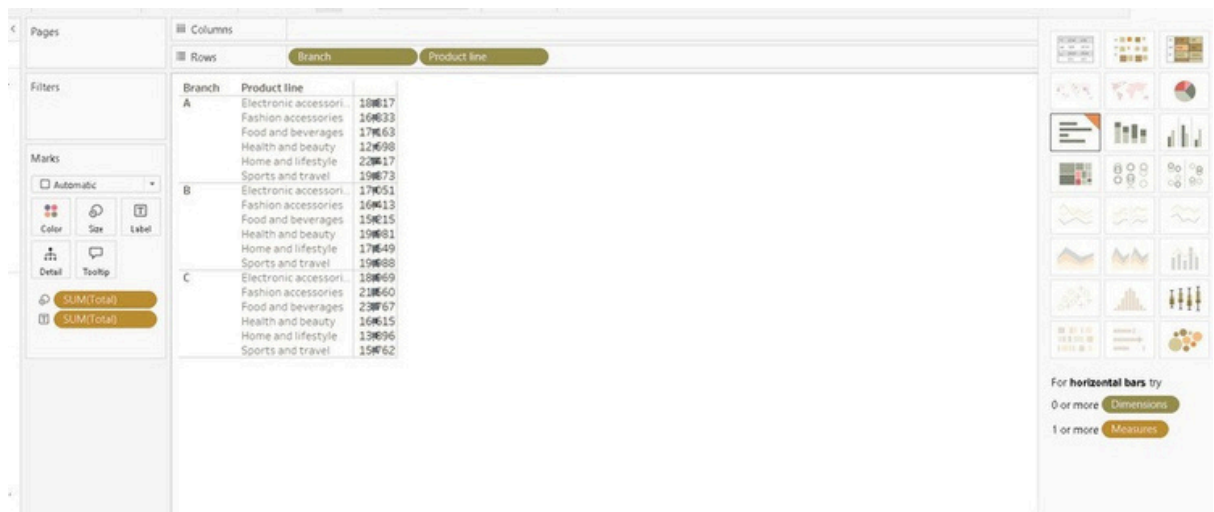 Pages
Columns
Rows
Branch
Product line
Filters
Marks
Automatic
Color
Size
Label
Detail
Tooltip
SUM(Total)
SUM(Total)
Branch Product line
A Electronic accessori..
Fashion accessories
Food and beverages
Health and beauty
Home and lifestyle
Sports and travel
B Electronic accessori..
Fashion accessories
Food and beverages
Health and beauty
Home and lifestyle
Sports and travel
C Electronic accessori..
Fashion accessories
Food and beverages
Health and beauty
Home and lifestyle
Sports and travel
For horizontal bars try
0 or more Dimensions
1 or more Measures